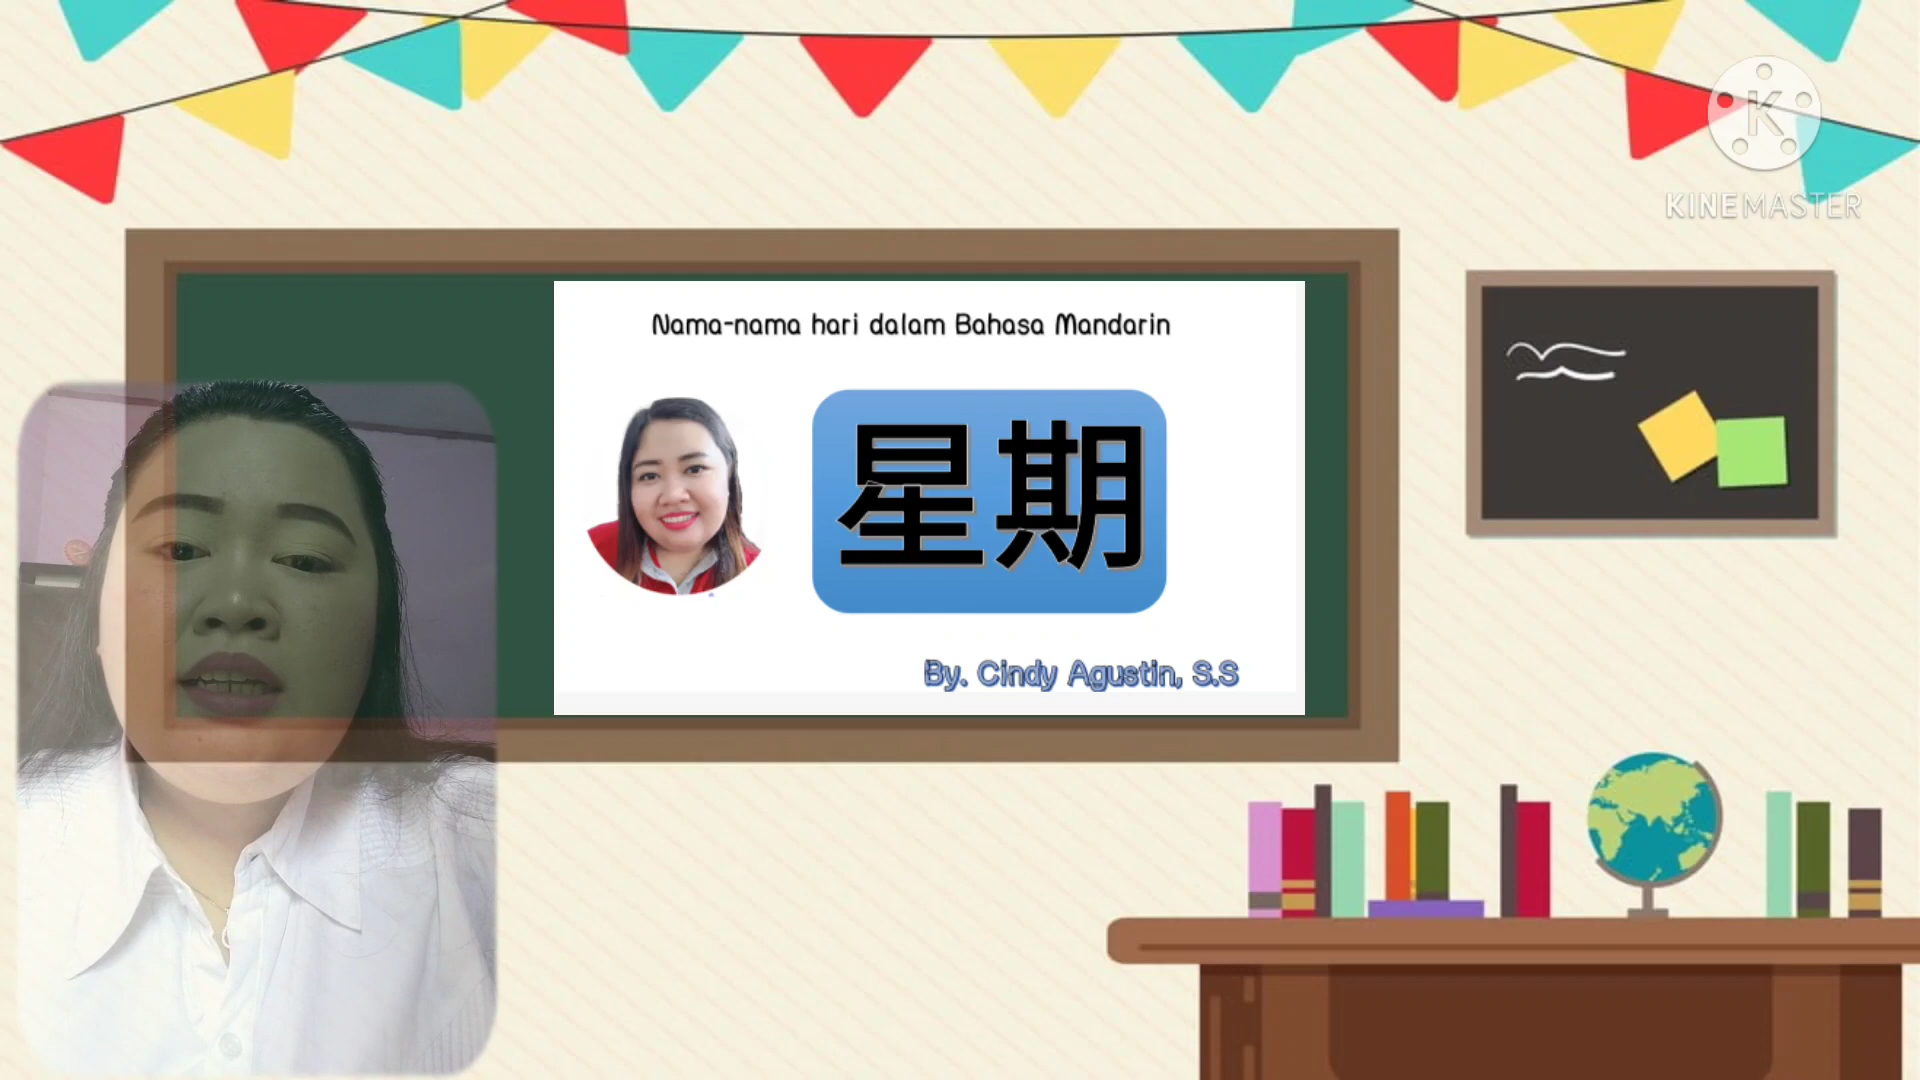 K
KINEMASTER
Nama-nama hari dalam Bahasa Mandarin
星期
By. Cindy Agustin, S.S